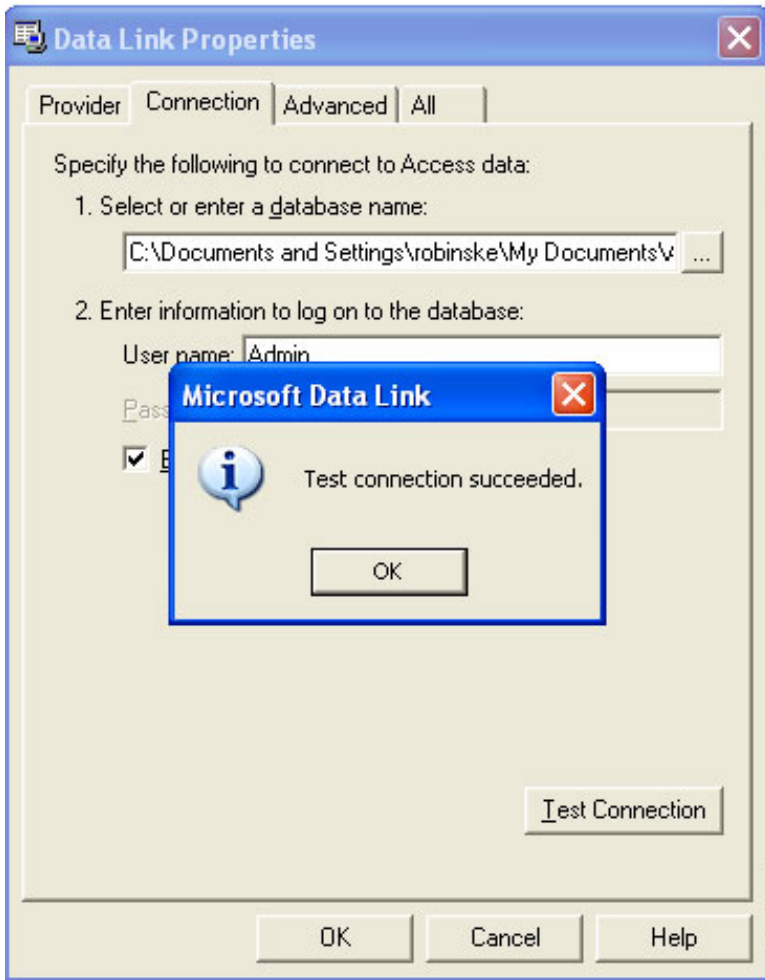 Data Link Properties
Provider Connection Advanced All
Specify the following to connect to Access data:
1. Select or enter a database name:
C:\Documents and Settings\robinske\My Documents\ ...
2. Enter information to log on to the database:
User name: Admin
Microsoft Data Link
Test connection succeeded.
OK
Test Connection
OK Cancel Help